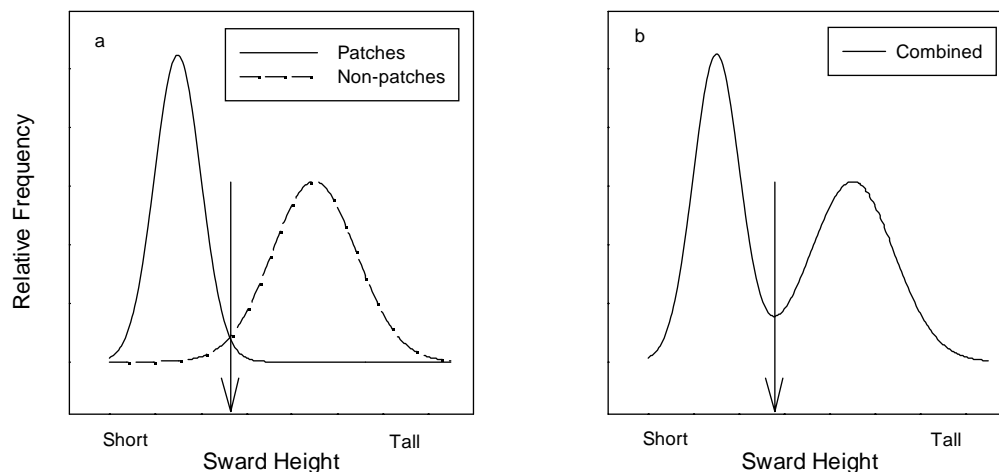 a
Patches
Non-patches
Relative Frequency
Short
Tall
Sward Height
b
Combined
Short
Tall
Sward Height